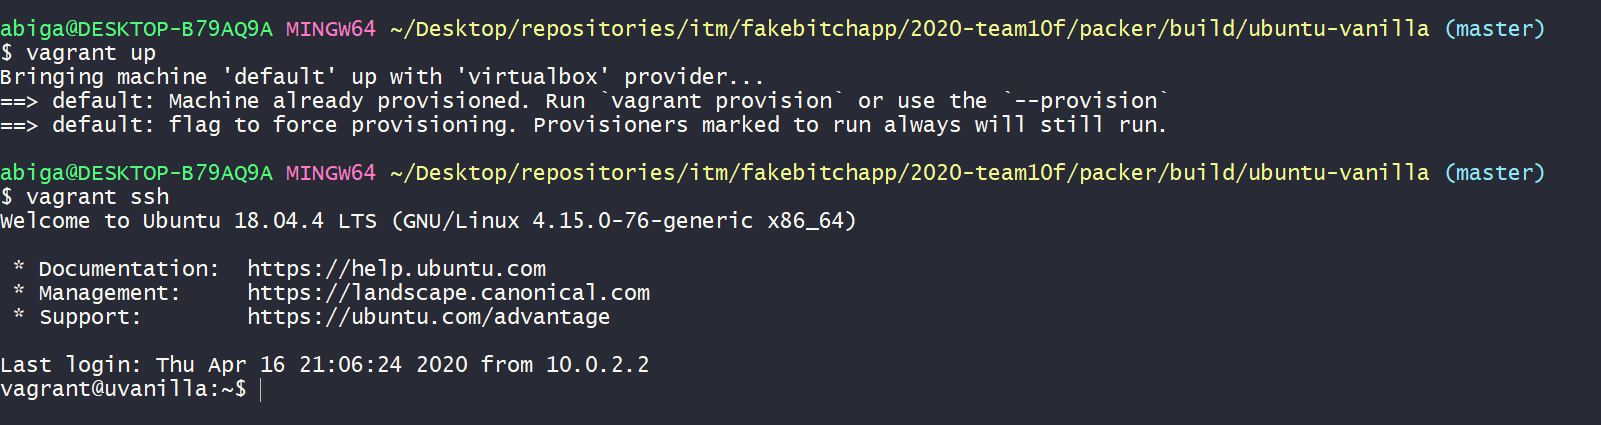 abiga@DESKTOP-B79AQ9A MINGW64 ~/Desktop/repositories/itm/fakebitchapp/2020-team10f/packer/build/ubuntu-vanilla (master)
$ vagrant up
Bringing machine 'default' up with 'virtualbox' provider...
==> default: Machine already provisioned. Run `vagrant provision` or use the `--provision`
==> default: flag to force provisioning. Provisioners marked to run always will still run.
abiga@DESKTOP-B79AQ9A MINGW64 ~/Desktop/repositories/itm/fakebitchapp/2020-team10f/packer/build/ubuntu-vanilla (master)
$ vagrant ssh
Welcome to Ubuntu 18.04.4 LTS (GNU/Linux 4.15.0-76-generic x86_64)
* Documentation:  https://help.ubuntu.com
* Management:     https://landscape.canonical.com
* Support:        https://ubuntu.com/advantage
Last login: Thu Apr 16 21:06:24 2020 from 10.0.2.2
vagrant@uvanilla:~$